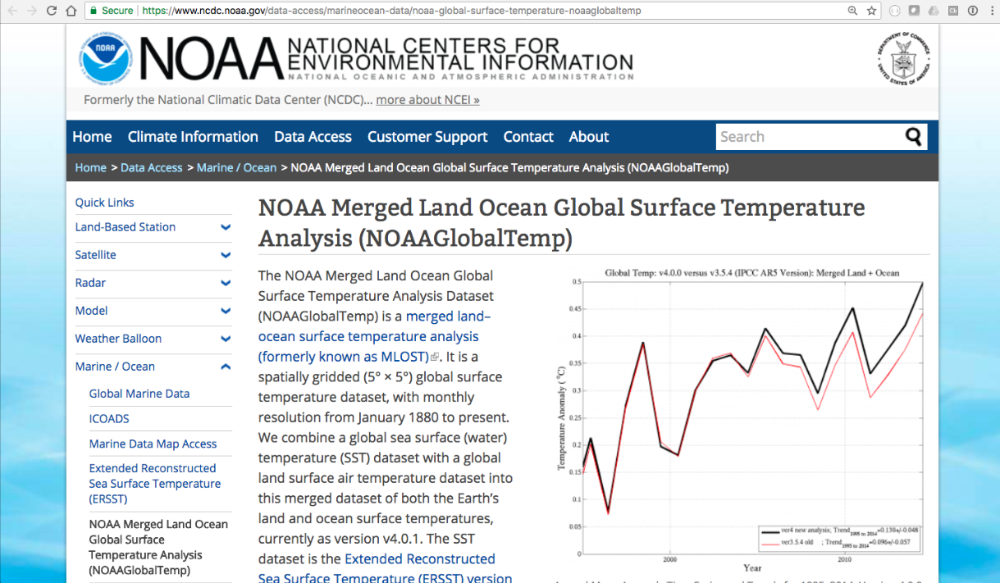 Secure
https://www.ncdc.noaa.gov/data-access/marineocean-data/noaa-global-surface-temperature-noaaglobaltemp
NOAA
NOAA
NATIONAL CENTERS FOR
ENVIRONMENTAL INFORMATION
NATIONAL OCEANIC AND ATMOSPHERIC ADMINISTRATION
DEPARTMENT OF COMMERCE
UNITED STATES OF AMERICA
Formerly the National Climatic Data Center (NCDC)... more about NCEI »
Home Climate Information Data Access Customer Support Contact About
Search
Home > Data Access > Marine / Ocean > NOAA Merged Land Ocean Global Surface Temperature Analysis (NOAAGlobalTemp)
Quick Links
Land-Based Station
Satellite
Radar
Model
Weather Balloon
Marine / Ocean
Global Marine Data
ICOADS
Marine Data Map Access
Extended Reconstructed
Sea Surface Temperature
(ERSST)
NOAA Merged Land Ocean
Global Surface
Temperature Analysis
(NOAAGlobalTemp)
NOAA Merged Land Ocean Global Surface Temperature
Analysis (NOAAGlobalTemp)
The NOAA Merged Land Ocean Global
Surface Temperature Analysis Dataset
(NOAAGlobalTemp) is a merged land–
ocean surface temperature analysis
(formerly known as MLOST). It is a
spatially gridded (5° × 5°) global surface
temperature dataset, with monthly
resolution from January 1880 to present.
We combine a global sea surface (water)
temperature (SST) dataset with a global
land surface air temperature dataset into
this merged dataset of both the Earth's
land and ocean surface temperatures,
currently as version v4.0.1. The SST
dataset is the Extended Reconstructed
Sea Surface Temperature (ERSST) version
Global Temp: v4.0.0 versus v3.5.4 (IPCC AR5 Version): Merged Land + Ocean
Temperature Anomaly (°C)
0.5
0.45
0.4
0.35
0.3
0.25
0.2
0.15
0.1
0.05
0
2000
2010
Year
ver4 new analysis; Trend 1995 to 2014=0.130+/-0.048
ver3.5.4 old ; Trend 1995 to 2014=0.096+/-0.057